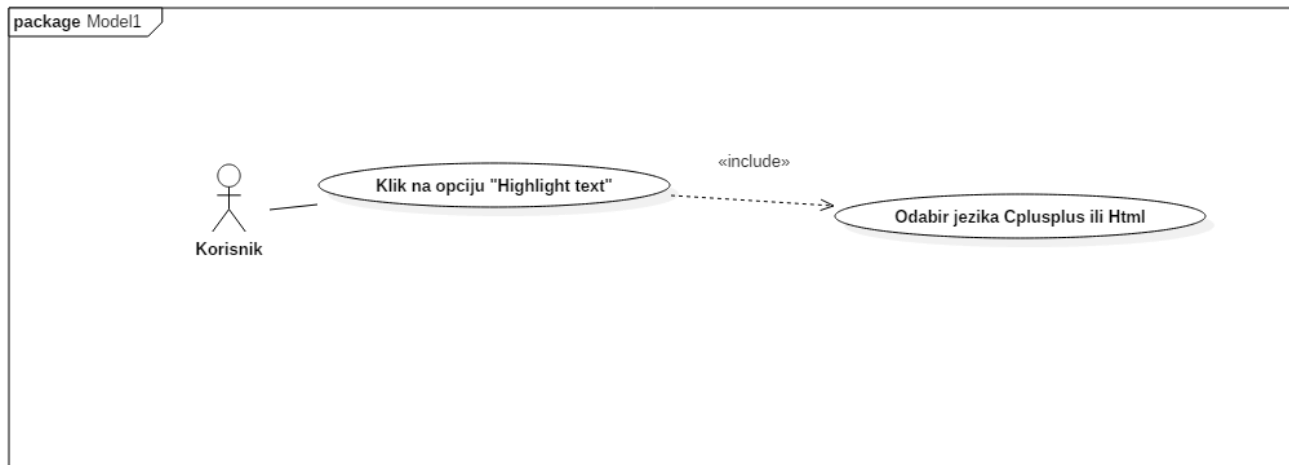 package Model1
«include»
Klik na opciju "Highlight text"
Odabir jezika Cplusplus ili Html
Korisnik